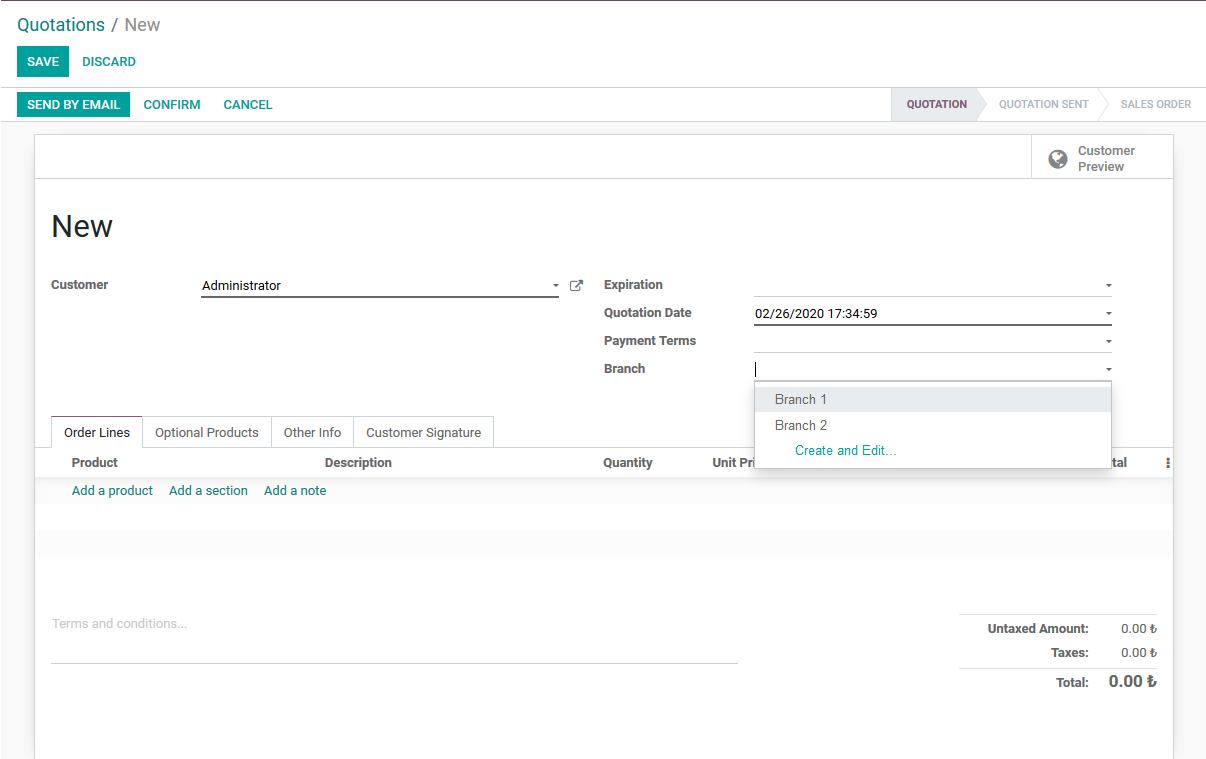 Quotations / New
SAVE DISCARD
SEND BY EMAIL CONFIRM CANCEL QUOTATION QUOTATION SENT SALES ORDER
Customer
Preview
New
Customer Administrator
Expiration
Quotation Date 02/26/2020 17:34:59
Payment Terms
Branch
Branch 1
Branch 2
Create and Edit...
Order Lines Optional Products Other Info Customer Signature
Product Description Quantity Unit Pri tal
Add a product Add a section Add a note
Terms and conditions...
Untaxed Amount: 0.00 ₺
Taxes: 0.00 ₺
Total: 0.00 ₺